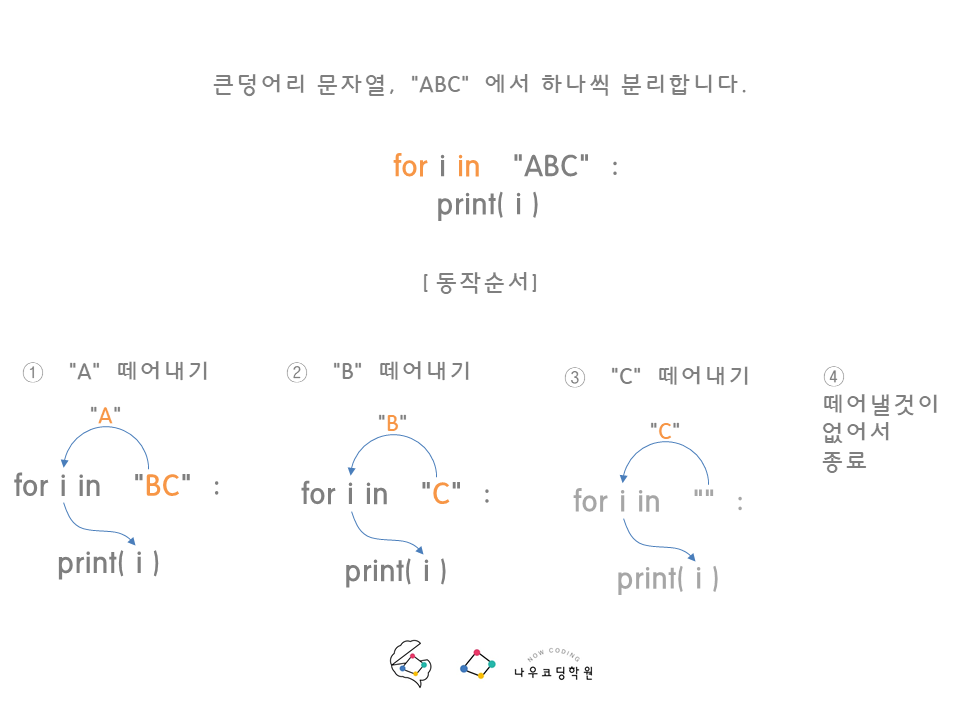 큰덩어리 문자열, "ABC" 에서 하나씩 분리합니다.
for i in "ABC" :
print( i )
[ 동작순서]
① "A" 떼어내기
"A"
for i in "BC" :
print( i )
② "B" 떼어내기
"B"
for i in "C" :
print( i )
③ "C" 떼어내기
"C"
for i in "" :
print( i )
④
떼어낼것이
없어서
종료
NOW CODING
나우코딩학원